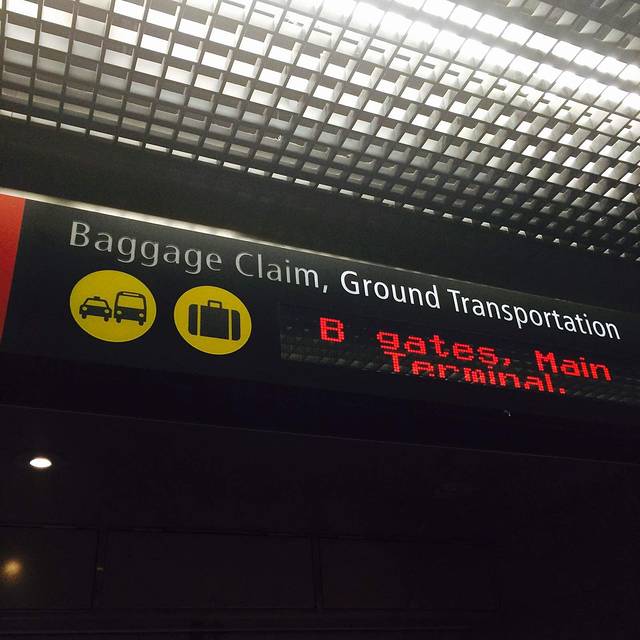 Baggage Claim, Ground Transportation
B gates, Main
Terminal.